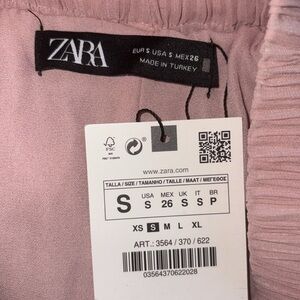 ZARA
EUR S USA S MEX 26
MADE IN TURKEY
FSC
www.zara.com
TALLA / SIZE / TAMANHO / TAILLE / MAAT / ΜΕΓΕΘΟΣ
S
USA MEX UK IT BR
S 26 S S P
XS S M L XL
ART.: 3564 / 370 / 622
03564370622028